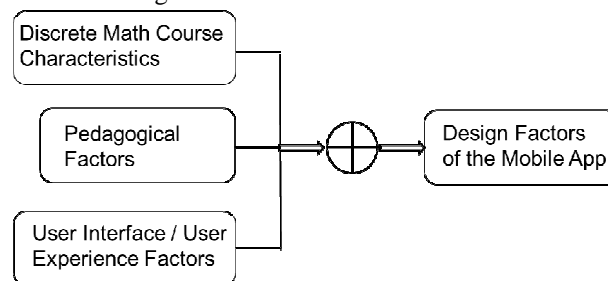 Discrete Math Course
Characteristics
Pedagogical
Factors
User Interface / User
Experience Factors
Design Factors
of the Mobile App